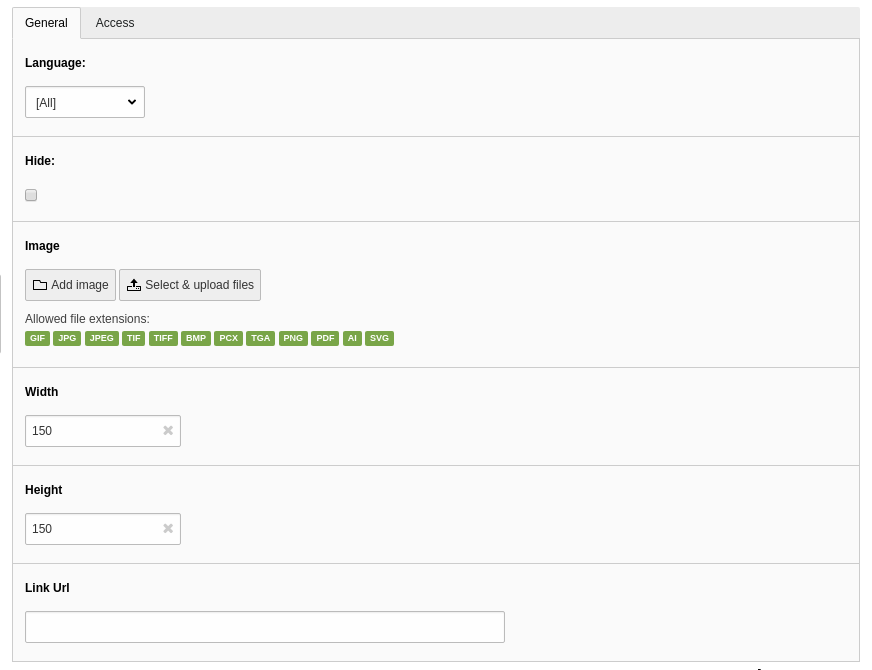 General Access
Language:
[All]
Hide:
Image
Add image Select & upload files
Allowed file extensions:
GIF JPG JPEG TIF TIFF BMP PCX TGA PNG PDF AI SVG
Width
150
Height
150
Link Url